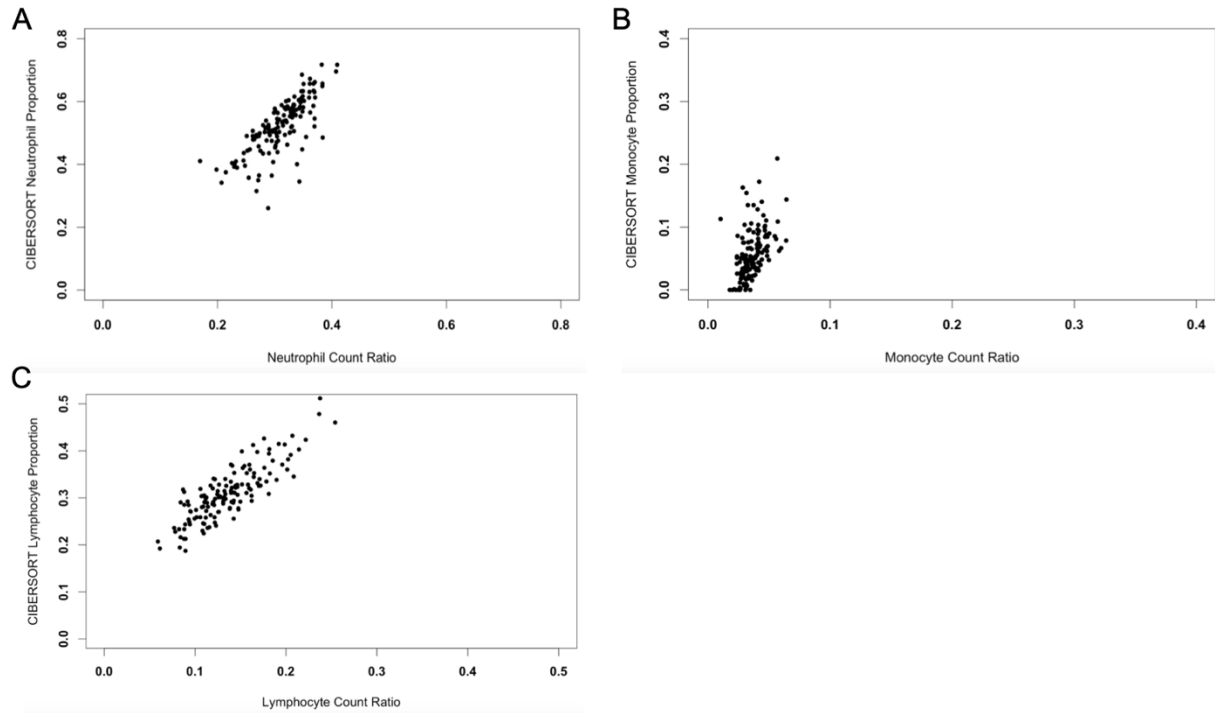 A
CIBERSORT Neutrophil Proportion
0.8
0.6
0.4
0.2
0.0
0.0 0.2 0.4 0.6 0.8
Neutrophil Count Ratio
B
CIBERSORT Monocyte Proportion
0.4
0.3
0.2
0.1
0.0
0.0 0.1 0.2 0.3 0.4
Monocyte Count Ratio
C
CIBERSORT Lymphocyte Proportion
0.5
0.4
0.3
0.2
0.1
0.0
0.0 0.1 0.2 0.3 0.4 0.5
Lymphocyte Count Ratio